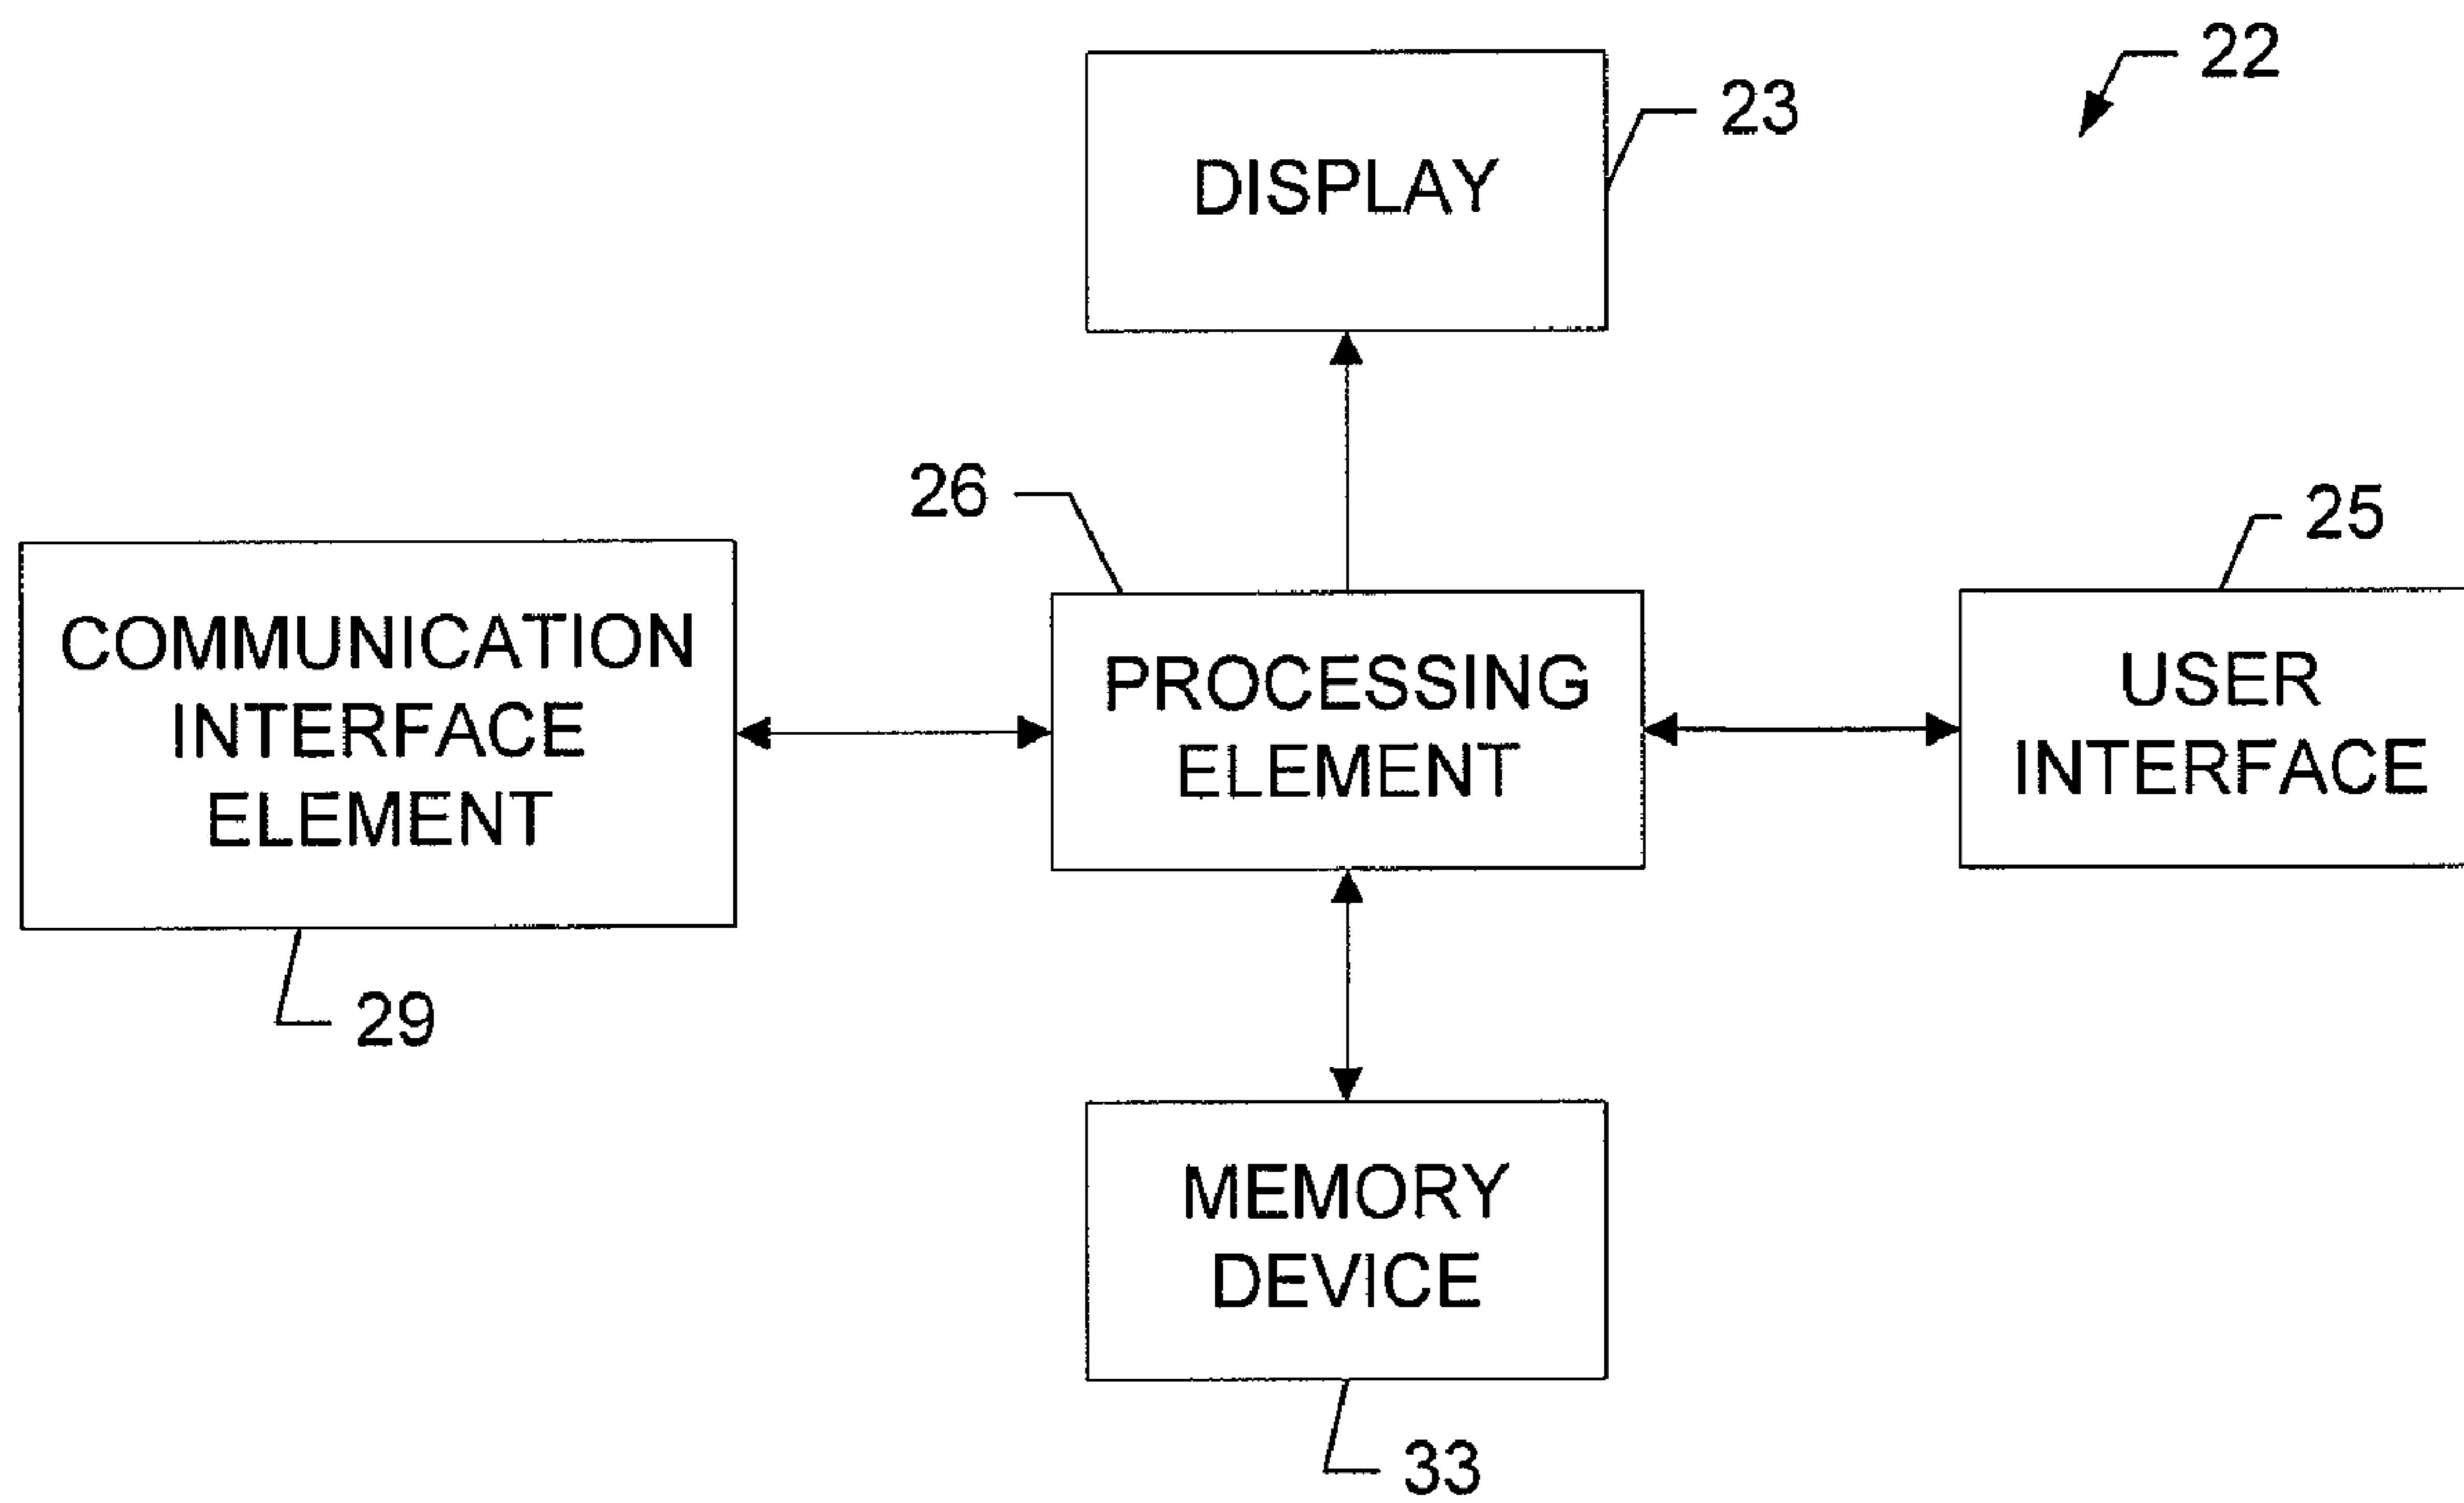 22
23
DISPLAY
26
25
COMMUNICATION
INTERFACE
ELEMENT
PROCESSING
ELEMENT
USER
INTERFACE
29
MEMORY
DEVICE
33